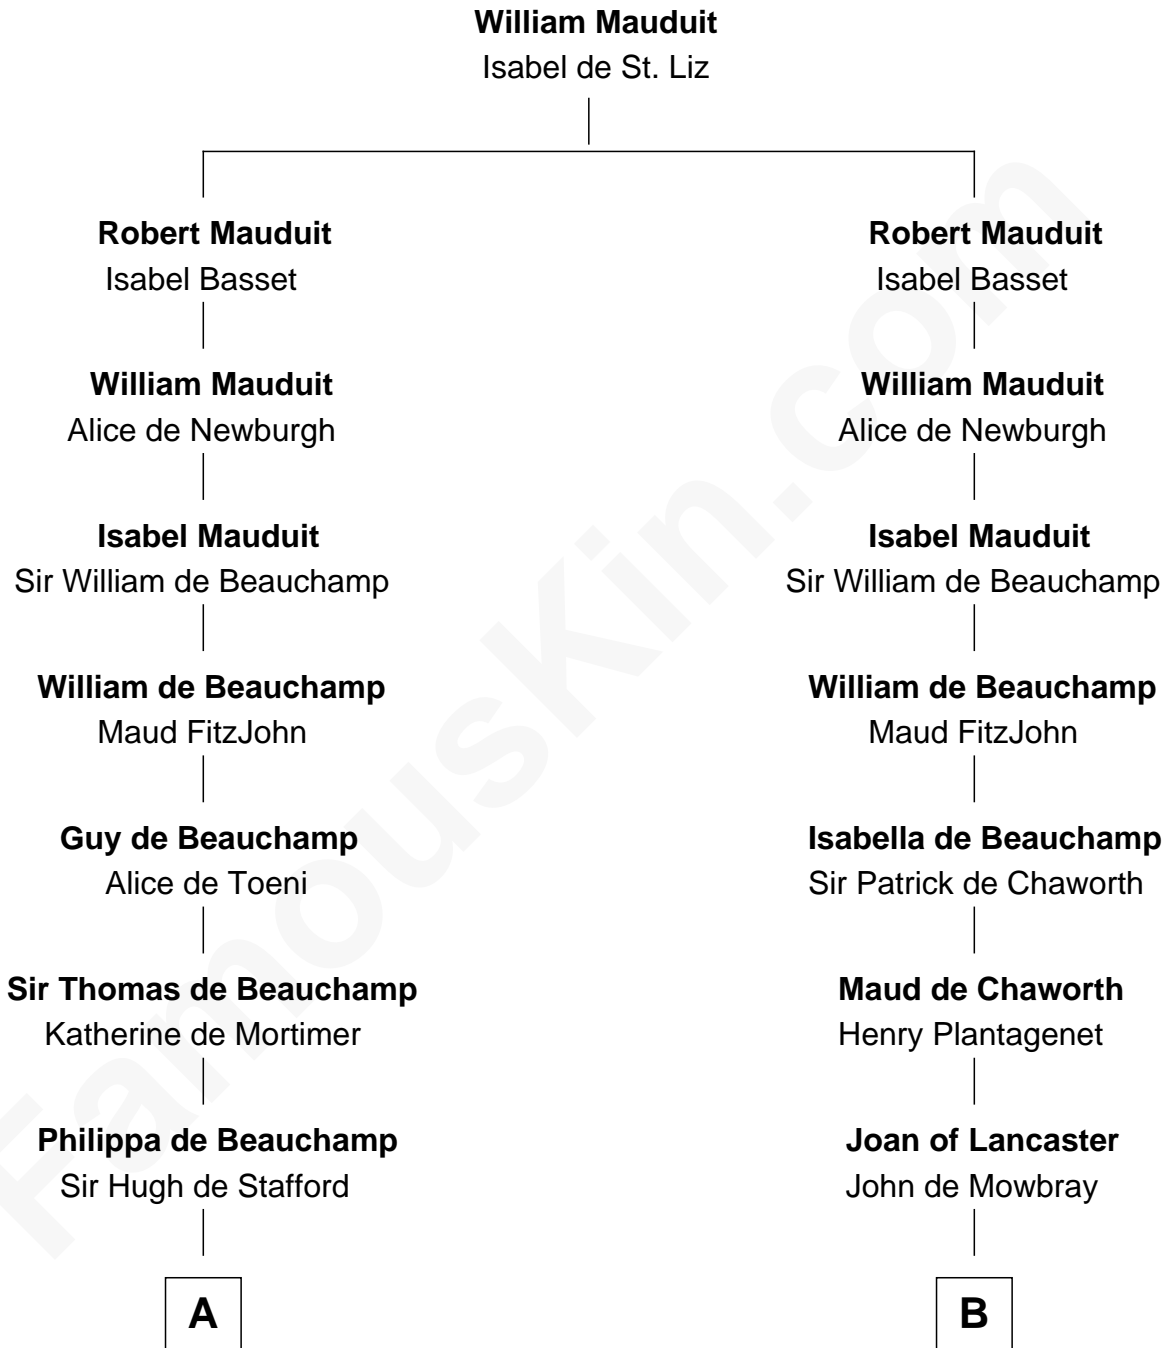 William Mauduit
Isabel de St. Liz
Robert Mauduit
Isabel Basset
Robert Mauduit
Isabel Basset
William Mauduit
Alice de Newburgh
William Mauduit
Alice de Newburgh
Isabel Mauduit
Sir William de Beauchamp
Isabel Mauduit
Sir William de Beauchamp
William de Beauchamp
Maud FitzJohn
William de Beauchamp
Maud FitzJohn
Guy de Beauchamp
Alice de Toeni
Isabella de Beauchamp
Sir Patrick de Chaworth
Sir Thomas de Beauchamp
Katherine de Mortimer
Maud de Chaworth
Henry Plantagenet
Philippa de Beauchamp
Sir Hugh de Stafford
Joan of Lancaster
John de Mowbray
A
B
FamousKin.com